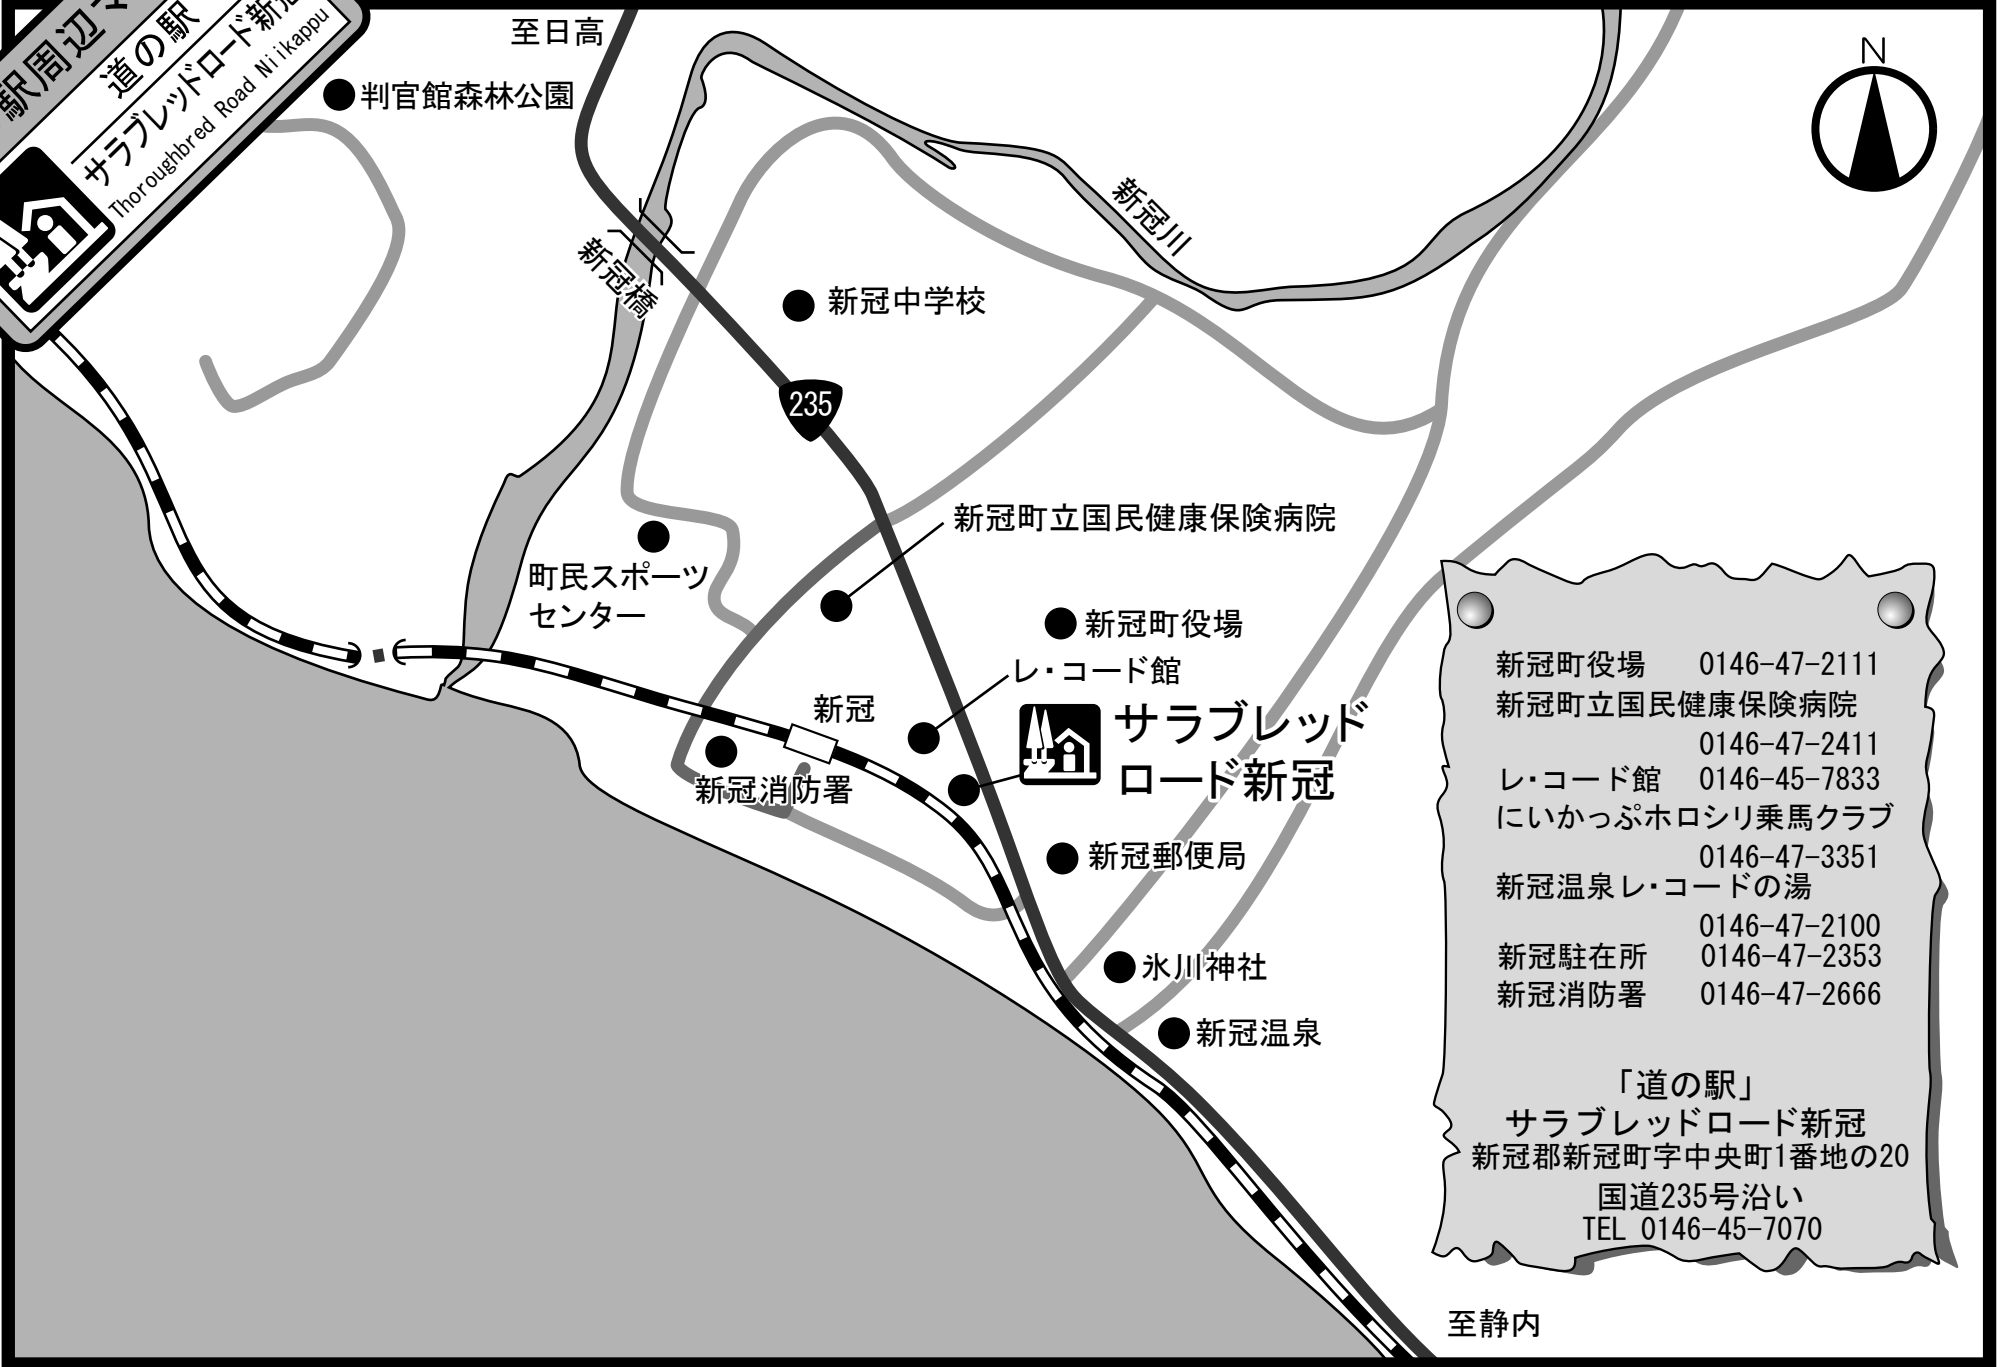 駅周辺
道の駅
サラブレッドロード新冠
Thoroughbred Road Niikappu
至日高
判官館森林公園
N
新冠川
新冠橋
新冠中学校
235
新冠町立国民健康保険病院
町民スポーツ
センター
新冠町役場
レ・コード館
新冠
サラブレッド
ロード新冠
新冠消防署
新冠郵便局
氷川神社
新冠温泉
至静内
新冠町役場 0146-47-2111
新冠町立国民健康保険病院
0146-47-2411
レ・コード館 0146-45-7833
にいかっぷホロシリ乗馬クラブ
0146-47-3351
新冠温泉レ・コードの湯
0146-47-2100
新冠駐在所 0146-47-2353
新冠消防署 0146-47-2666
「道の駅」
サラブレッドロード新冠
新冠郡新冠町字中央町1番地の20
国道235号沿い
TEL 0146-45-7070